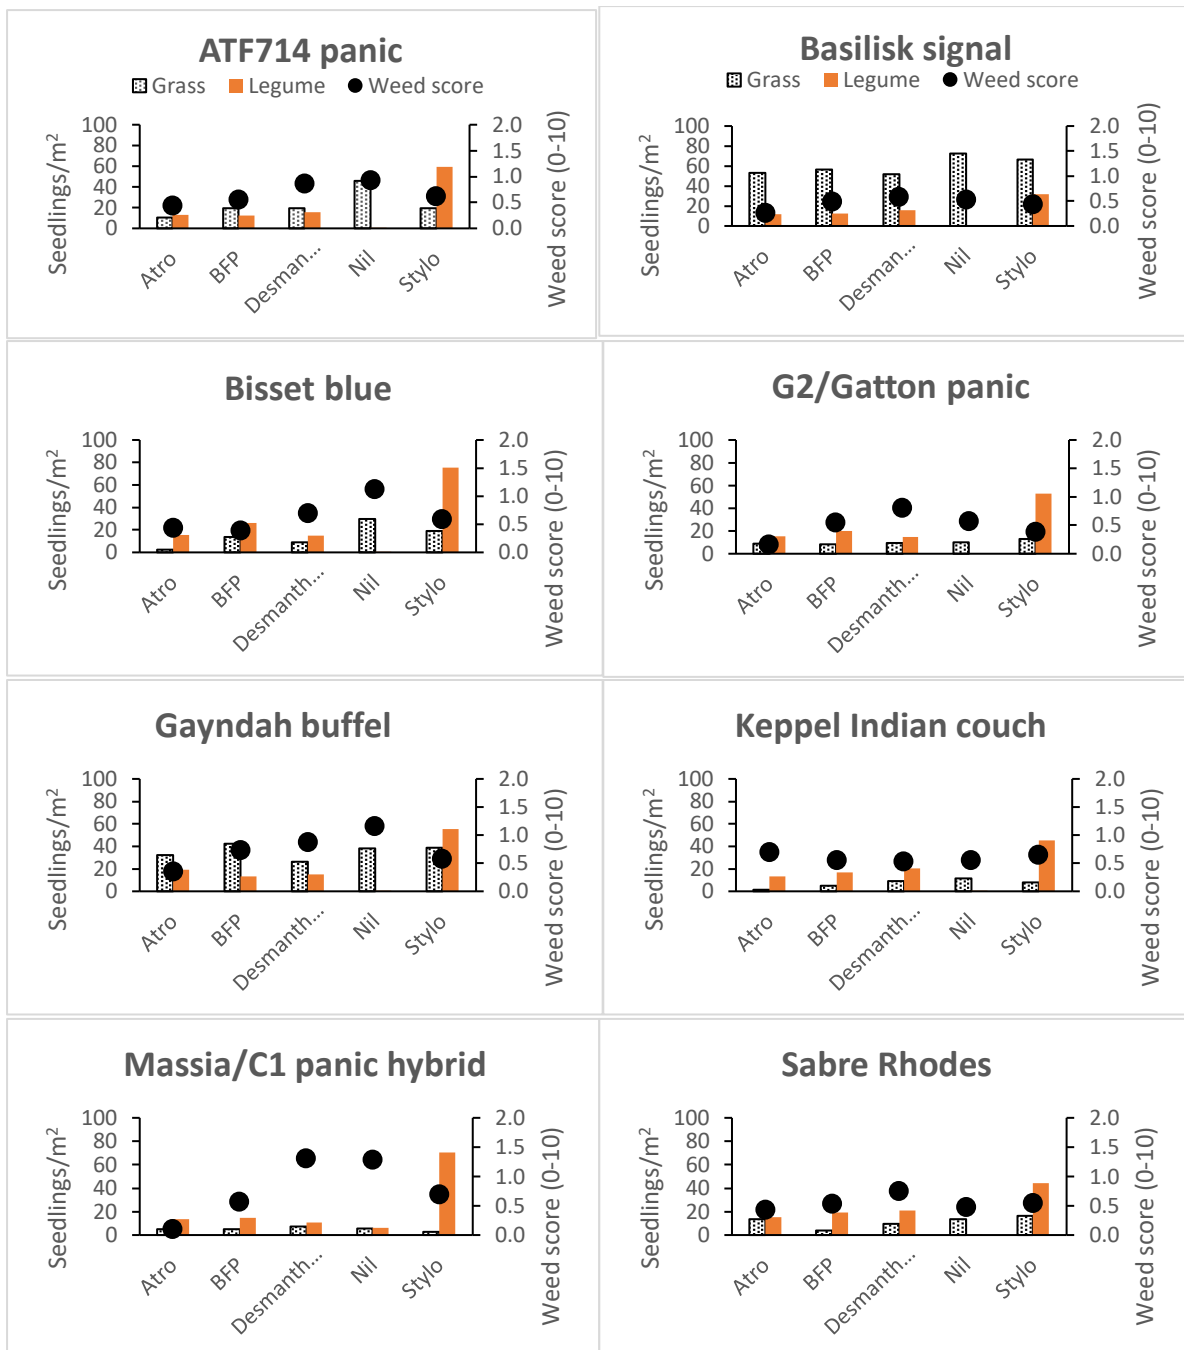 ATF714 panic
Grass Legume Weed score
Seedlings/m²
100
80
60
40
20
0
2.0
1.5
1.0
0.5
0.0
Weed score (0-10)
Atro
BFP
Desman...
Nil
Stylo
Basilisk signal
Grass Legume Weed score
Seedlings/m²
100
80
60
40
20
0
2.0
1.5
1.0
0.5
0.0
Weed score (0-10)
Atro
BFP
Desman...
Nil
Stylo
Bisset blue
Seedlings/m²
100
80
60
40
20
0
2.0
1.5
1.0
0.5
0.0
Weed score (0-10)
Atro
BFP
Desmanth...
Nil
Stylo
G2/Gatton panic
Seedlings/m²
100
80
60
40
20
0
2.0
1.5
1.0
0.5
0.0
Weed score (0-10)
Atro
BFP
Desmanth...
Nil
Stylo
Gayndah buffel
Seedlings/m²
100
80
60
40
20
0
2.0
1.5
1.0
0.5
0.0
Weed score (0-10)
Atro
BFP
Desmanth...
Nil
Stylo
Keppel Indian couch
Seedlings/m²
100
80
60
40
20
0
2.0
1.5
1.0
0.5
0.0
Weed score (0-10)
Atro
BFP
Desmanth...
Nil
Stylo
Massia/C1 panic hybrid
Seedlings/m²
100
80
60
40
20
0
2.0
1.5
1.0
0.5
0.0
Weed score (0-10)
Atro
BFP
Desmanth...
Nil
Stylo
Sabre Rhodes
Seedlings/m²
100
80
60
40
20
0
2.0
1.5
1.0
0.5
0.0
Weed score (0-10)
Atro
BFP
Desmanth...
Nil
Stylo